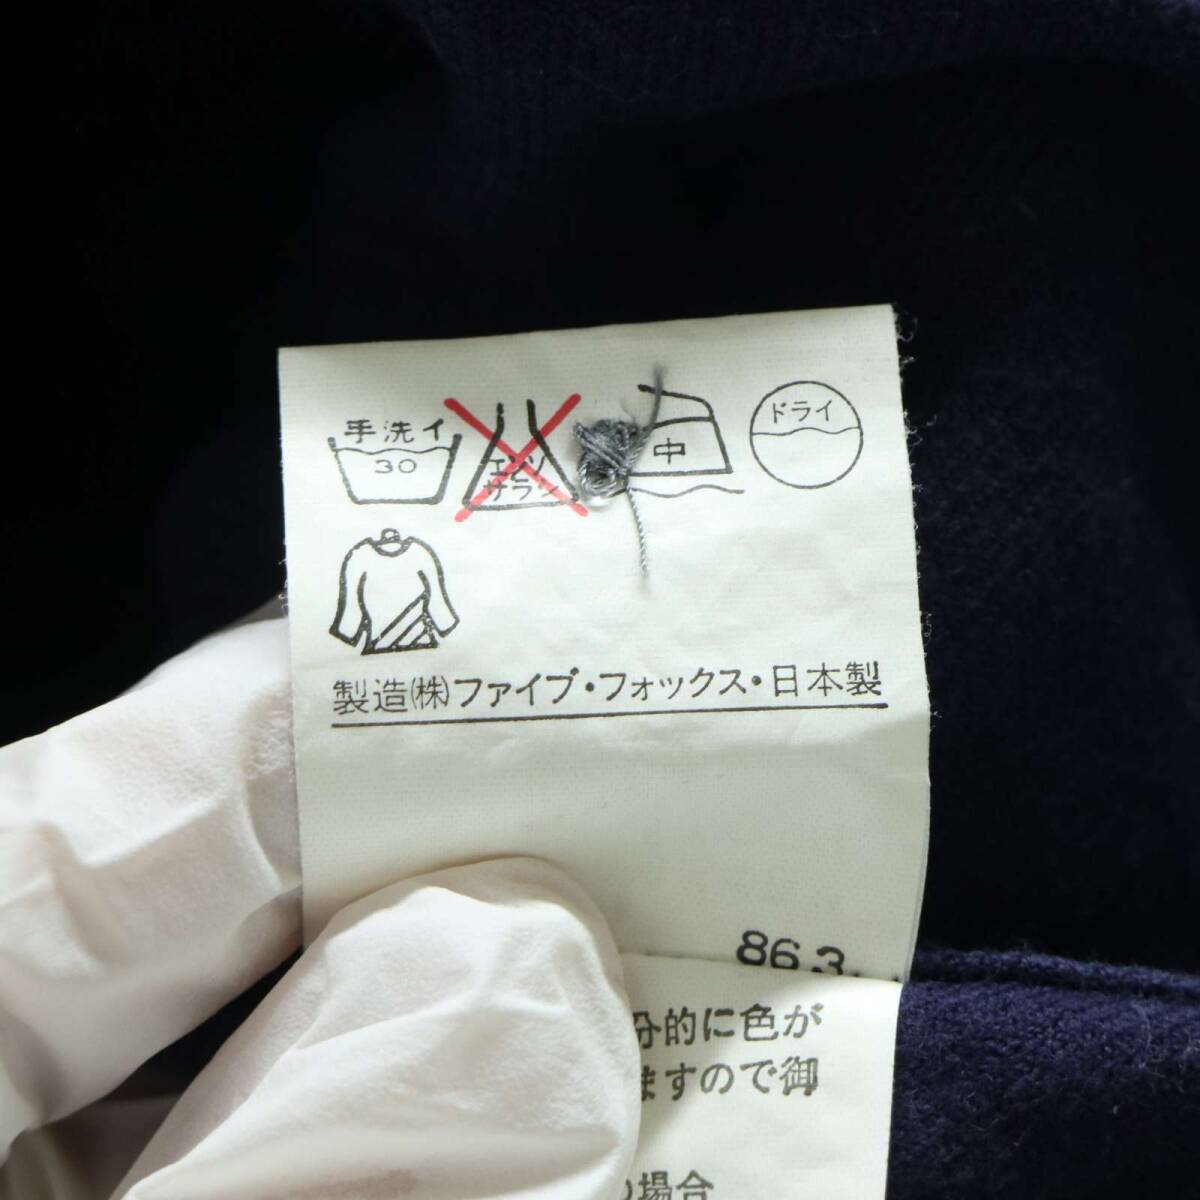 手洗イ
30
エンソ
サラシ
中
ドライ
製造(株)ファイブ・フォックス・日本製
86.3
分的に色が
ますので御
場合